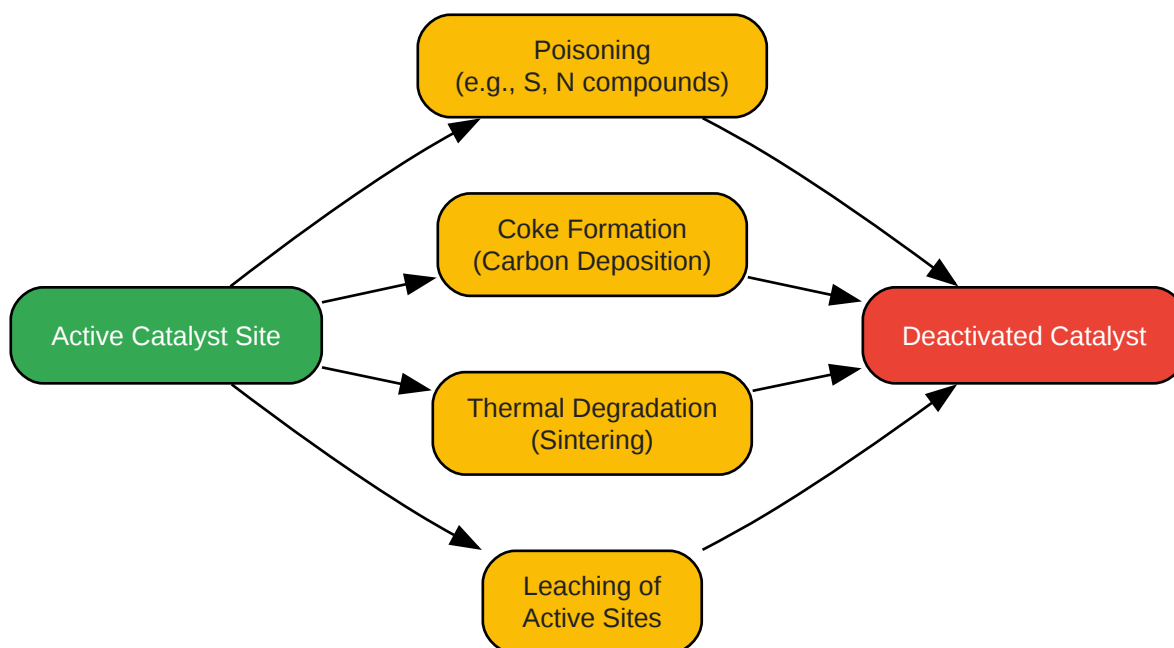 Poisoning
(e.g., S, N compounds)
Coke Formation
(Carbon Deposition)
Active Catalyst Site
Deactivated Catalyst
Thermal Degradation
(Sintering)
Leaching of
Active Sites